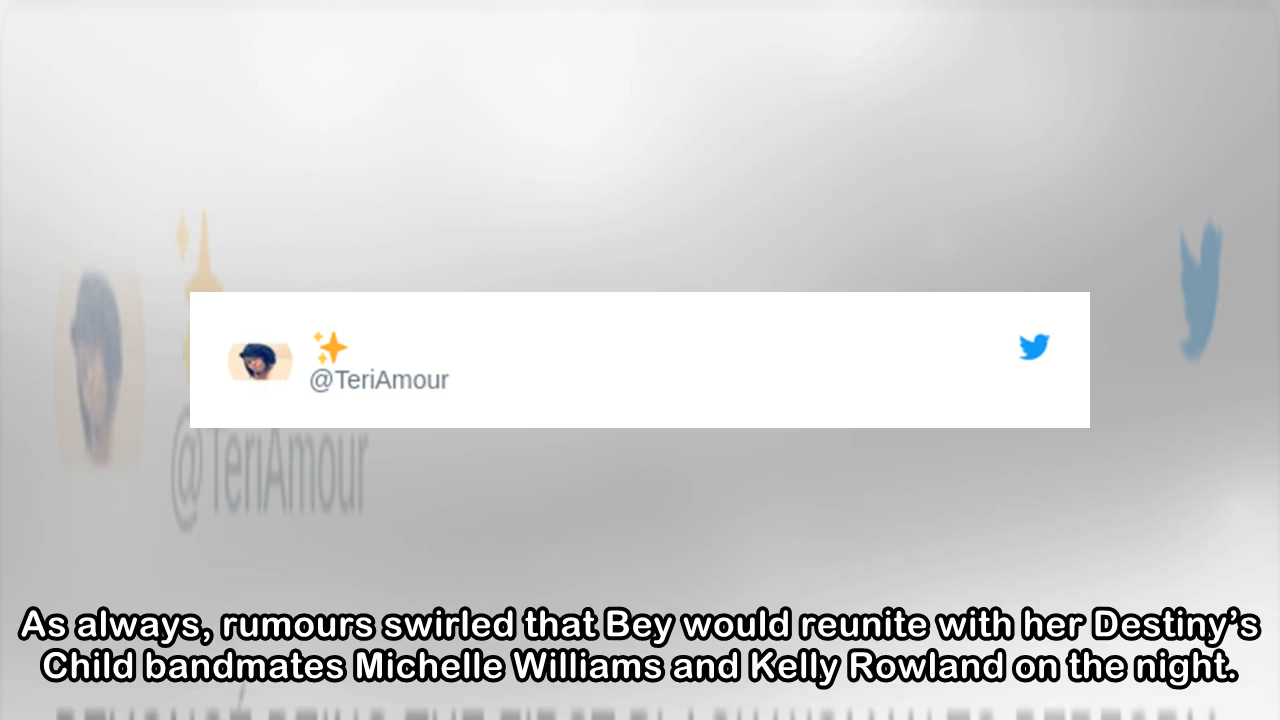 @TeriAmour
@TeriAmour
As always, rumours swirled that Bey would reunite with her Destiny’s
Child bandmates Michelle Williams and Kelly Rowland on the night.